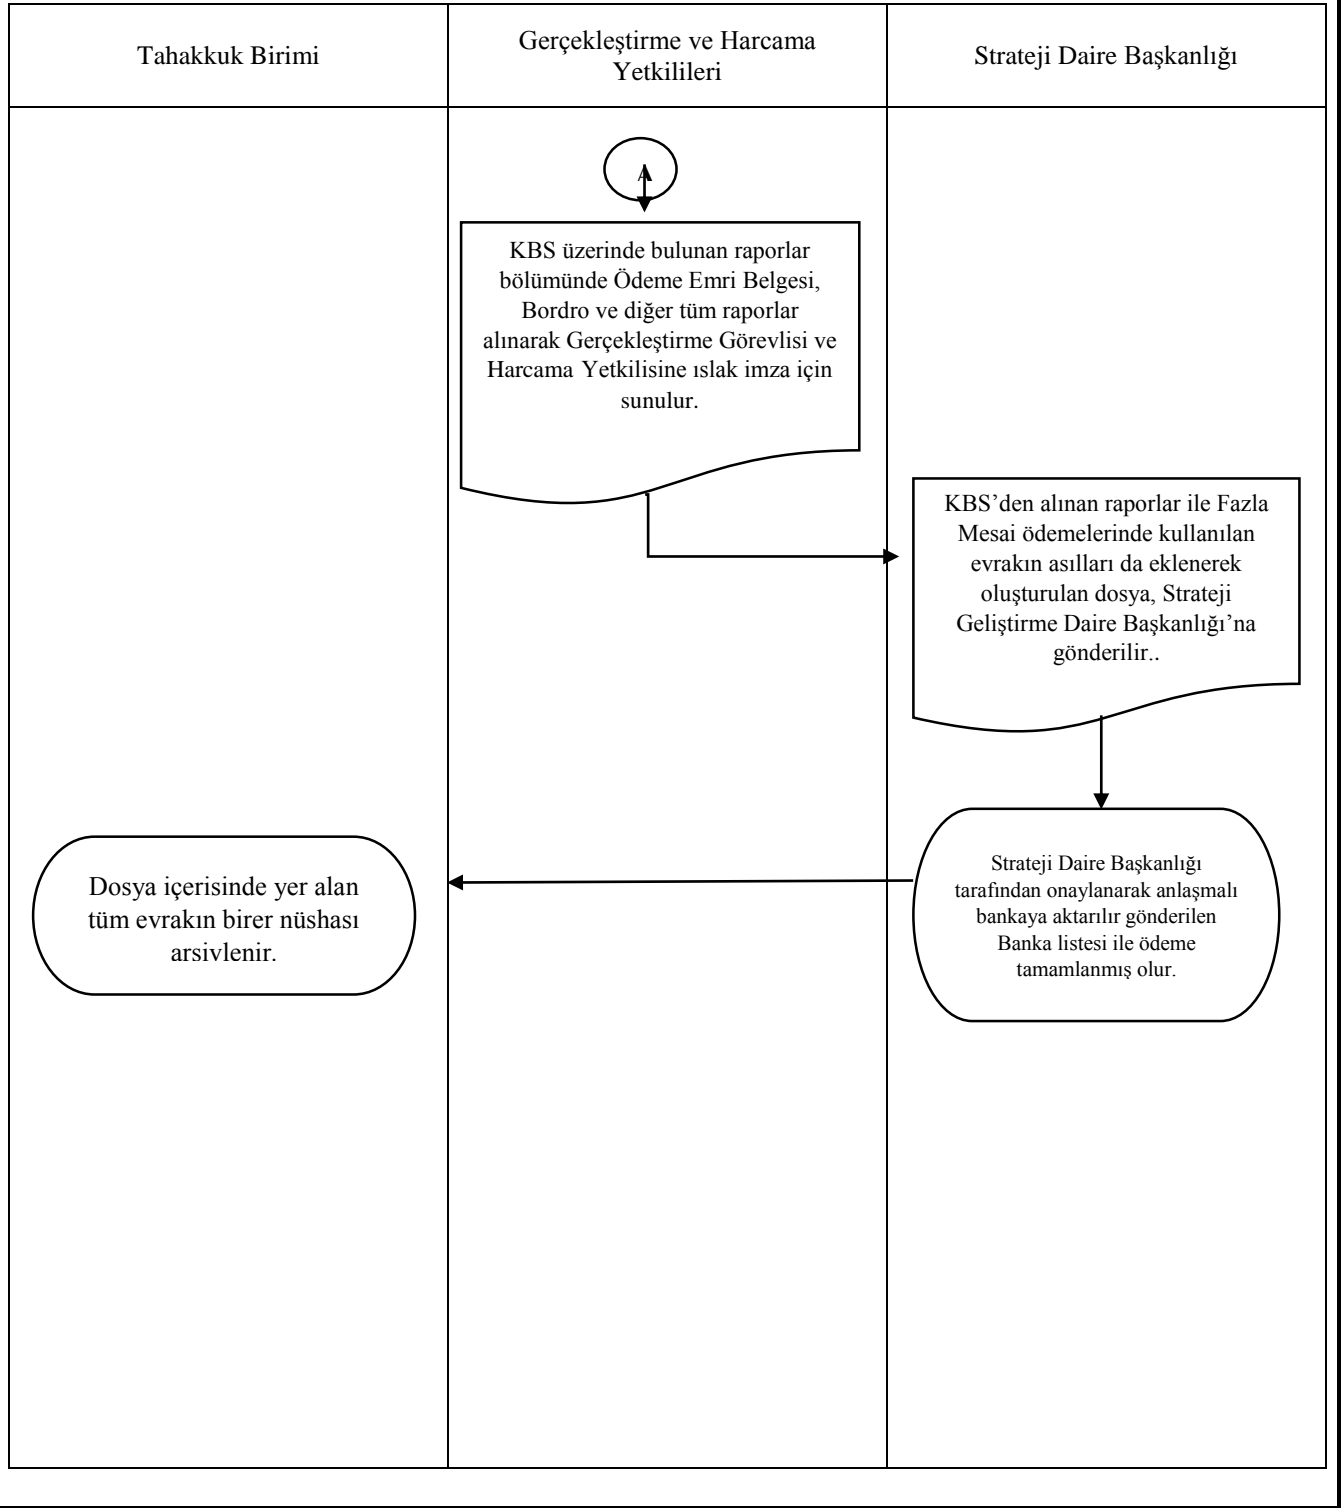 Tahakkuk Birimi
Gerçekleştirme ve Harcama
Yetkilileri
Strateji Daire Başkanlığı
A
KBS üzerinde bulunan raporlar
bölümünde Ödeme Emri Belgesi,
Bordro ve diğer tüm raporlar
alınarak Gerçekleştirme Görevlisi ve
Harcama Yetkilisine ıslak imza için
sunulur.
KBS’den alınan raporlar ile Fazla
Mesai ödemelerinde kullanılan
evrakın asılları da eklenerek
oluşturulan dosya, Strateji
Geliştirme Daire Başkanlığı’na
gönderilir..
Strateji Daire Başkanlığı
tarafından onaylanarak anlaşmalı
bankaya aktarılır gönderilen
Banka listesi ile ödeme
tamamlanmış olur.
Dosya içerisinde yer alan
tüm evrakın birer nüshası
arsivlenir.